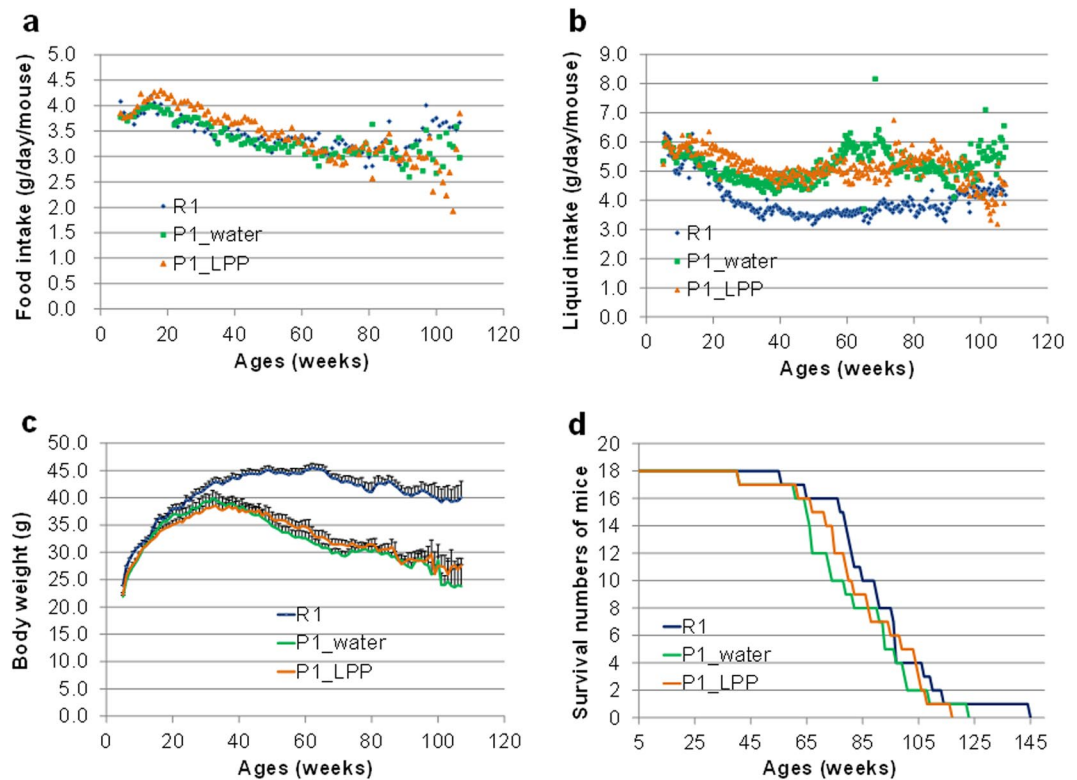 a
5.0
4.5
4.0
3.5
3.0
2.5
2.0
1.5
1.0
0.5
0.0
Food intake (g/day/mouse)
R1
P1_water
P1_LPP
0 20 40 60 80 100 120
Ages (weeks)
b
9.0
8.0
7.0
6.0
5.0
4.0
3.0
2.0
1.0
0.0
Liquid intake (g/day/mouse)
R1
P1_water
P1_LPP
0 20 40 60 80 100 120
Ages (weeks)
c
50.0
45.0
40.0
35.0
30.0
25.0
20.0
15.0
10.0
5.0
0.0
Body weight (g)
R1
P1_water
P1_LPP
0 20 40 60 80 100 120
Ages (weeks)
d
20
18
16
14
12
10
8
6
4
2
0
Survival numbers of mice
R1
P1_water
P1_LPP
5 25 45 65 85 105 125 145
Ages (weeks)